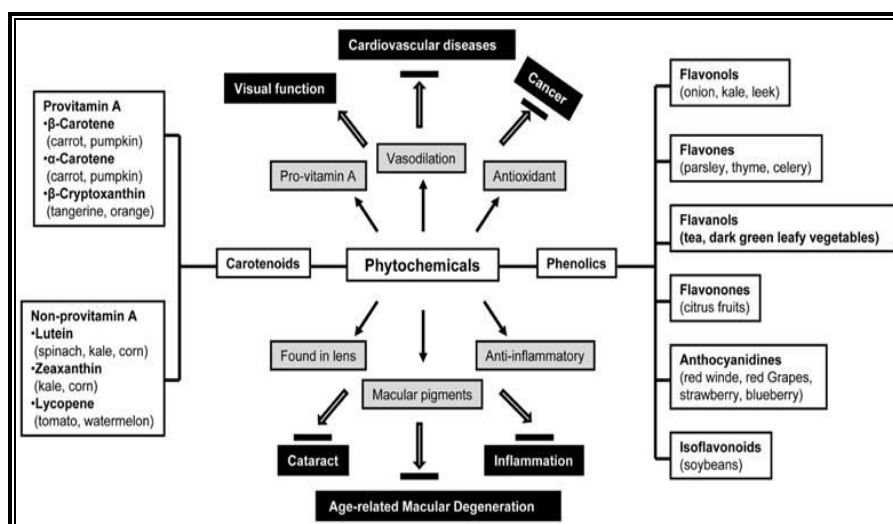 Cardiovascular diseases
Visual function
Cancer
Pro-vitamin A
Vasodilation
Antioxidant
Provitamin A
•β-Carotene
(carrot, pumpkin)
•α-Carotene
(carrot, pumpkin)
•β-Cryptoxanthin
(tangerine, orange)
Carotenoids
Phytochemicals
Phenolics
Non-provitamin A
•Lutein
(spinach, kale, corn)
•Zeaxanthin
(kale, corn)
•Lycopene
(tomato, watermelon)
Found in lens
Macular pigments
Anti-inflammatory
Cataract
Inflammation
Age-related Macular Degeneration
Flavonols
(onion, kale, leek)
Flavones
(parsley, thyme, celery)
Flavanols
(tea, dark green leafy vegetables)
Flavonones
(citrus fruits)
Anthocyanidines
(red winde, red Grapes,
strawberry, blueberry)
Isoflavonoids
(soybeans)